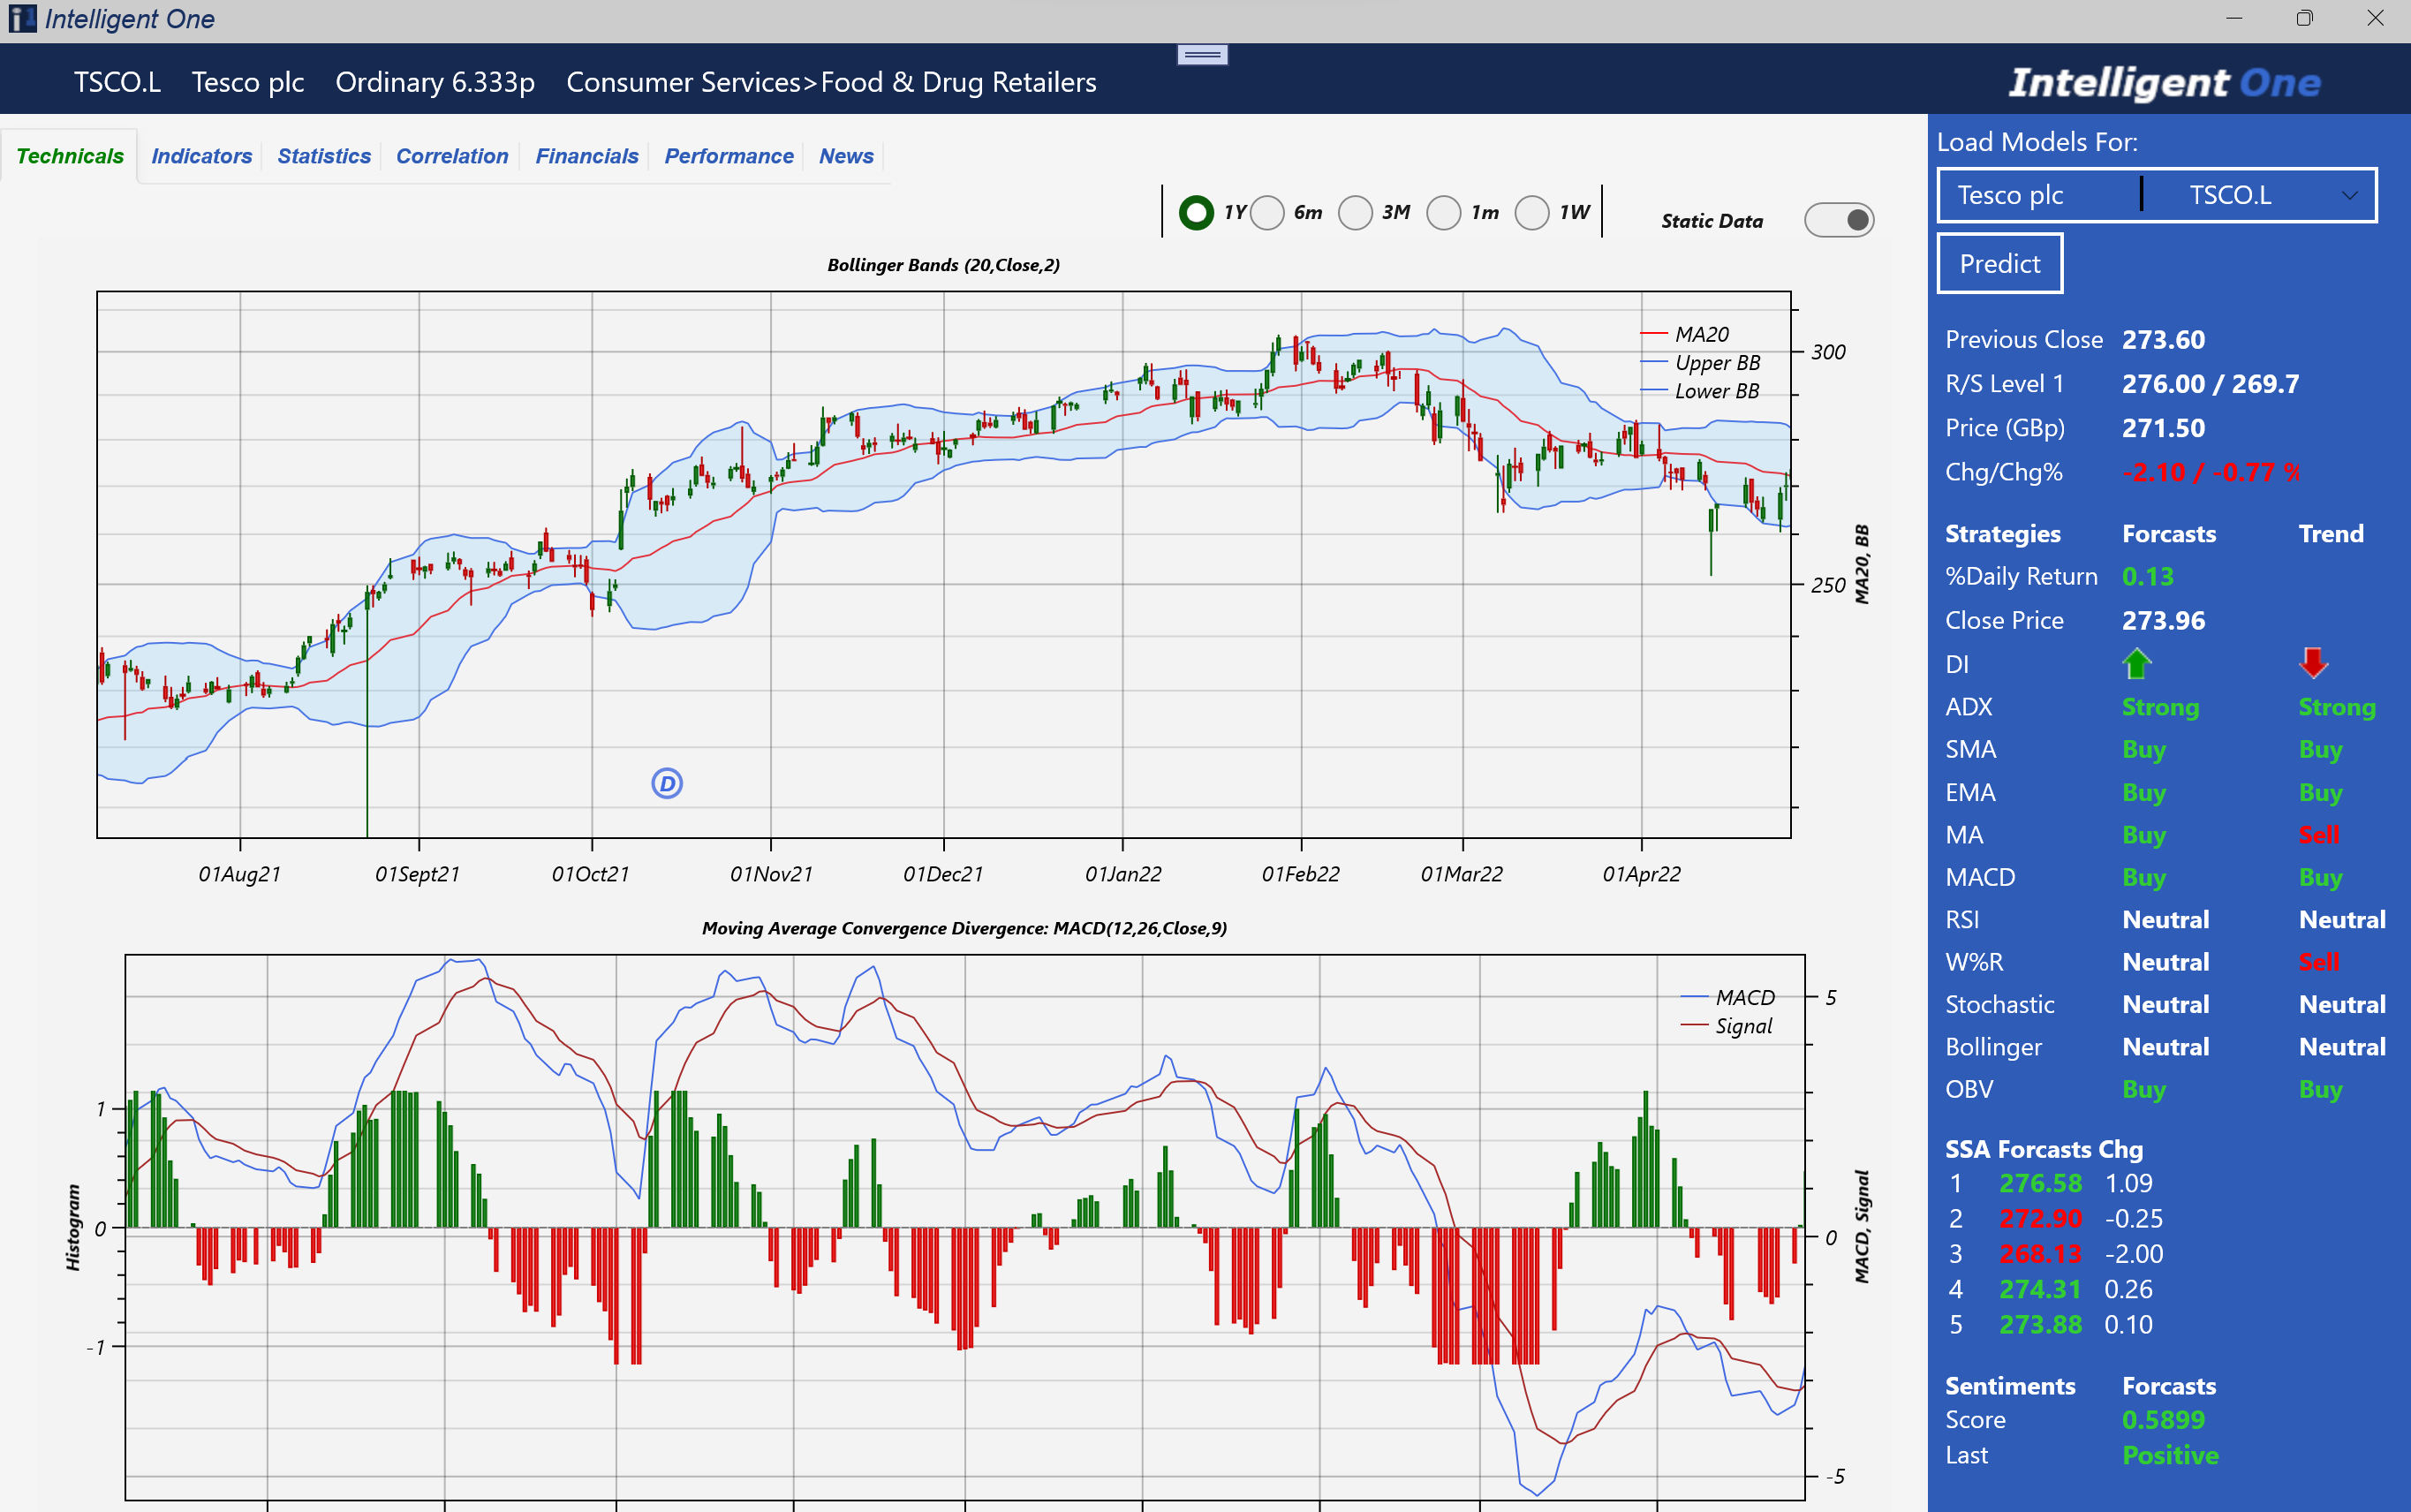 Intelligent One
TSCO.L Tesco plc Ordinary 6.333p Consumer Services>Food & Drug Retailers
Intelligent One
Technicals Indicators Statistics Correlation Financials Performance News
1Y 6m 3M 1m 1W
Static Data
Bollinger Bands (20,Close,2)
MA20
Upper BB
Lower BB
300
250
MA20, BB
D
01Aug21 01Sept21 01Oct21 01Nov21 01Dec21 01Jan22 01Feb22 01Mar22 01Apr22
Moving Average Convergence Divergence: MACD(12,26,Close,9)
MACD
Signal
1
0
-1
Histogram
5
0
-5
MACD, Signal
Load Models For:
Tesco plc TSCO.L
Predict
Previous Close 273.60
R/S Level 1 276.00 / 269.7
Price (GBp) 271.50
Chg/Chg% -2.10 / -0.77 %
Strategies Forcasts Trend
%Daily Return 0.13
Close Price 273.96
DI
ADX Strong Strong
SMA Buy Buy
EMA Buy Buy
MA Buy Sell
MACD Buy Buy
RSI Neutral Neutral
W%R Neutral Sell
Stochastic Neutral Neutral
Bollinger Neutral Neutral
OBV Buy Buy
SSA Forcasts Chg
1 276.58 1.09
2 272.90 -0.25
3 268.13 -2.00
4 274.31 0.26
5 273.88 0.10
Sentiments Forcasts
Score 0.5899
Last Positive